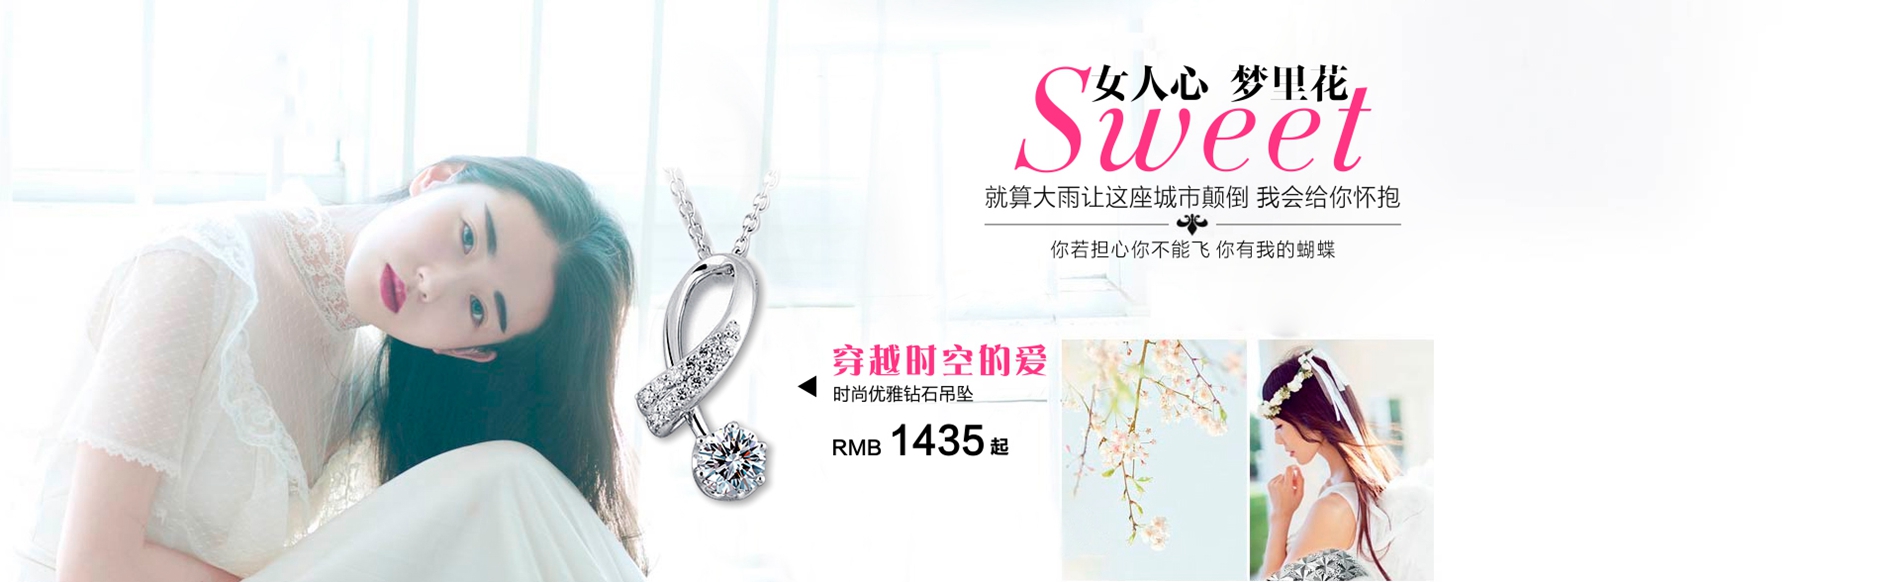 女人心 梦里花
Sweet
就算大雨让这座城市颠倒 我会给你怀抱
你若担心你不能飞 你有我的蝴蝶
穿越时空的爱
时尚优雅钻石吊坠
RMB 1435起